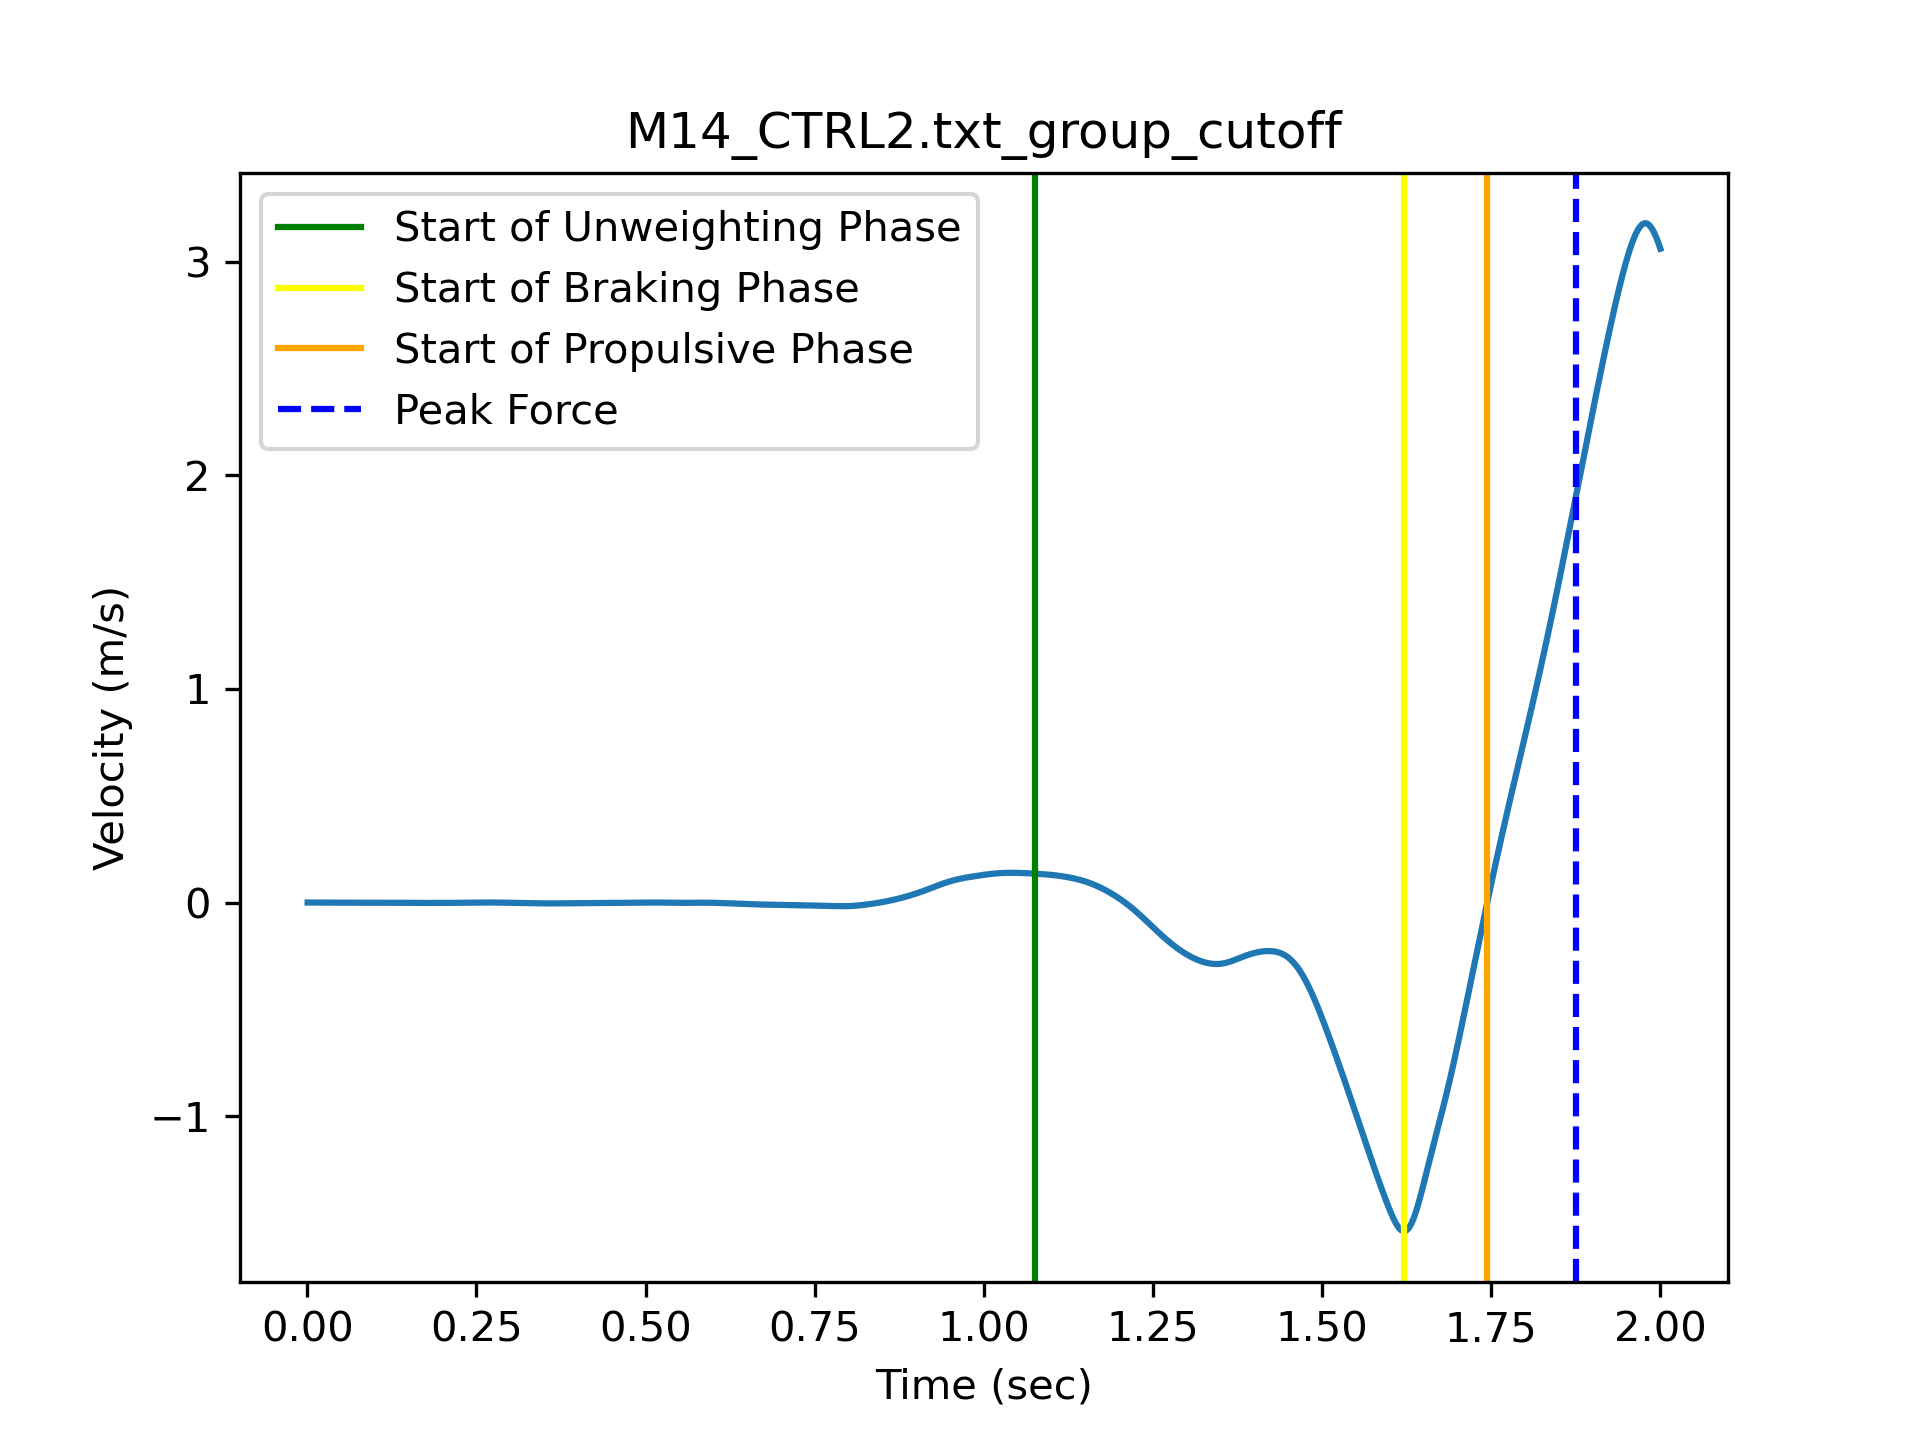 M14_CTRL2.txt_group_cutoff
Start of Unweighting Phase
Start of Braking Phase
Start of Propulsive Phase
Peak Force
3
2
1
0
−1
Velocity (m/s)
0.00 0.25 0.50 0.75 1.00 1.25 1.50 1.75 2.00
Time (sec)